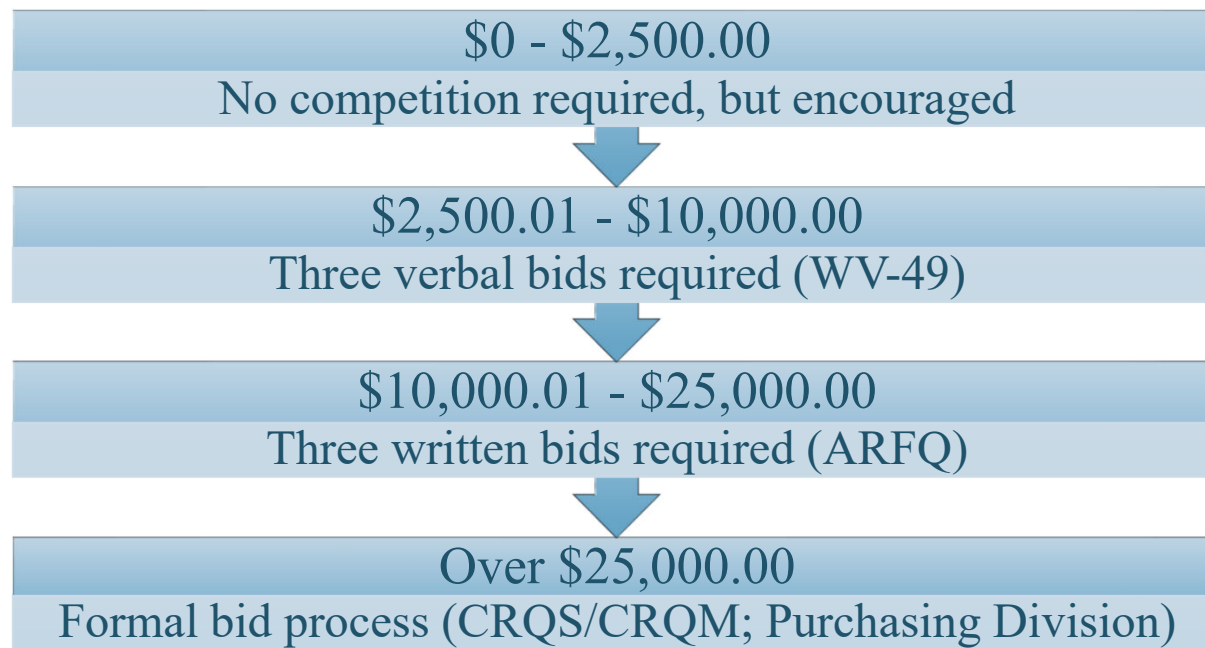 $0 - $2,500.00
No competition required, but encouraged
$2,500.01 - $10,000.00
Three verbal bids required (WV-49)
$10,000.01 - $25,000.00
Three written bids required (ARFQ)
Over $25,000.00
Formal bid process (CRQS/CRQM; Purchasing Division)